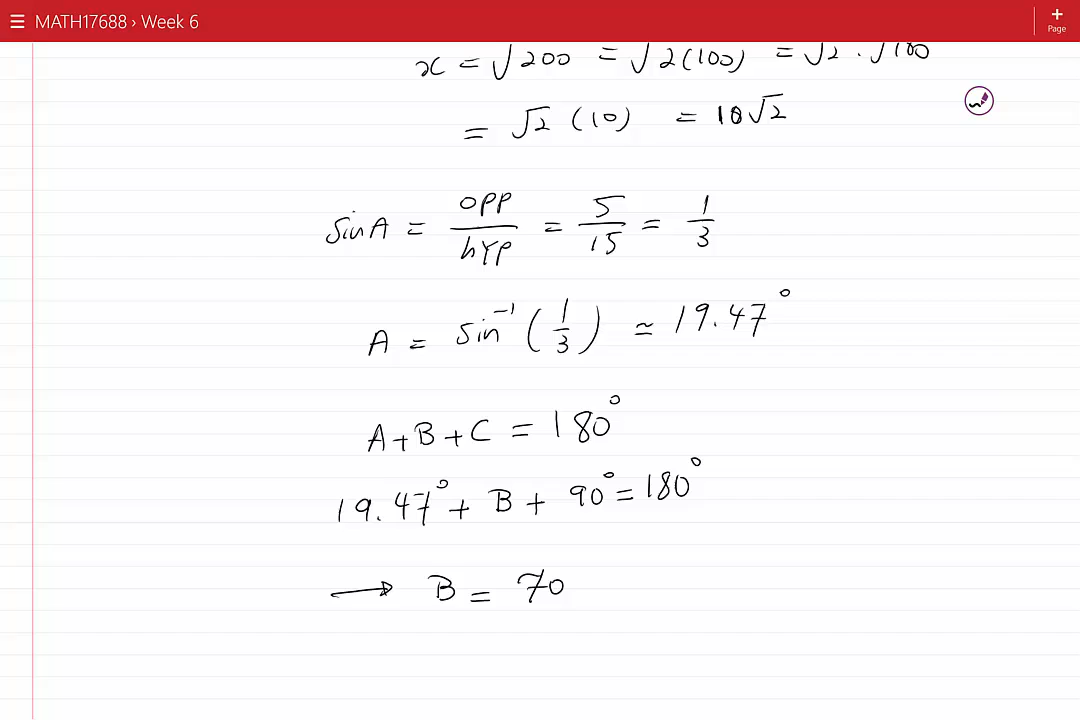 ☰ MATH17688 › Week 6
+ Page
x = √200 = √2(100) = √2 · √100
= √2 (10) = 10√2
sin A = opp/hyp = 5/15 = 1/3
A = sin⁻¹ (1/3) ≃ 19.47°
A + B + C = 180°
19.47° + B + 90° = 180°
→ B = 70